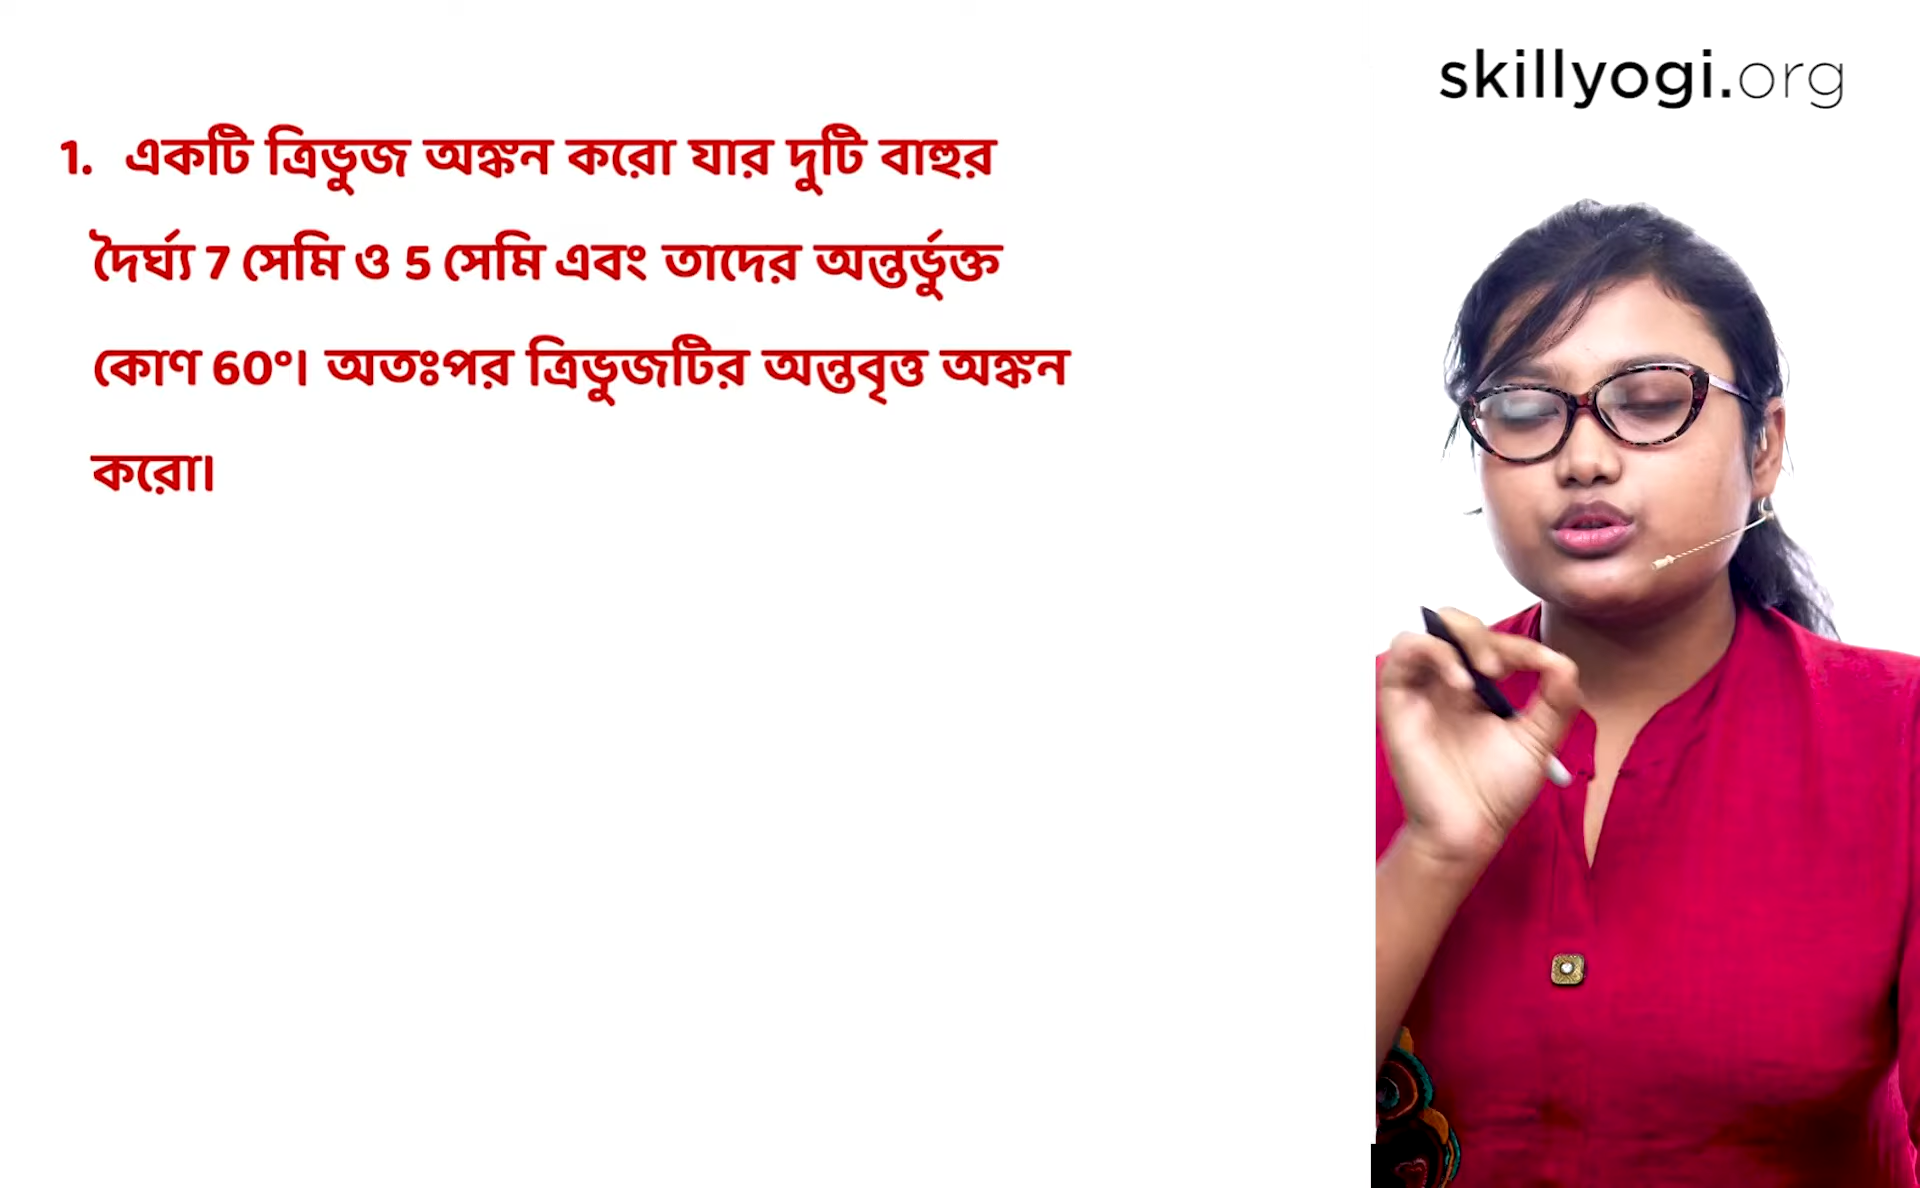 skillyogi.org
1. একটি ত্রিভুজ অঙ্কন করো যার দুটি বাহুর
দৈর্ঘ্য 7 সেমি ও 5 সেমি এবং তাদের অন্তর্ভুক্ত
কোণ 60°। অতঃপর ত্রিভুজটির অন্তবৃত্ত অঙ্কন
করো।